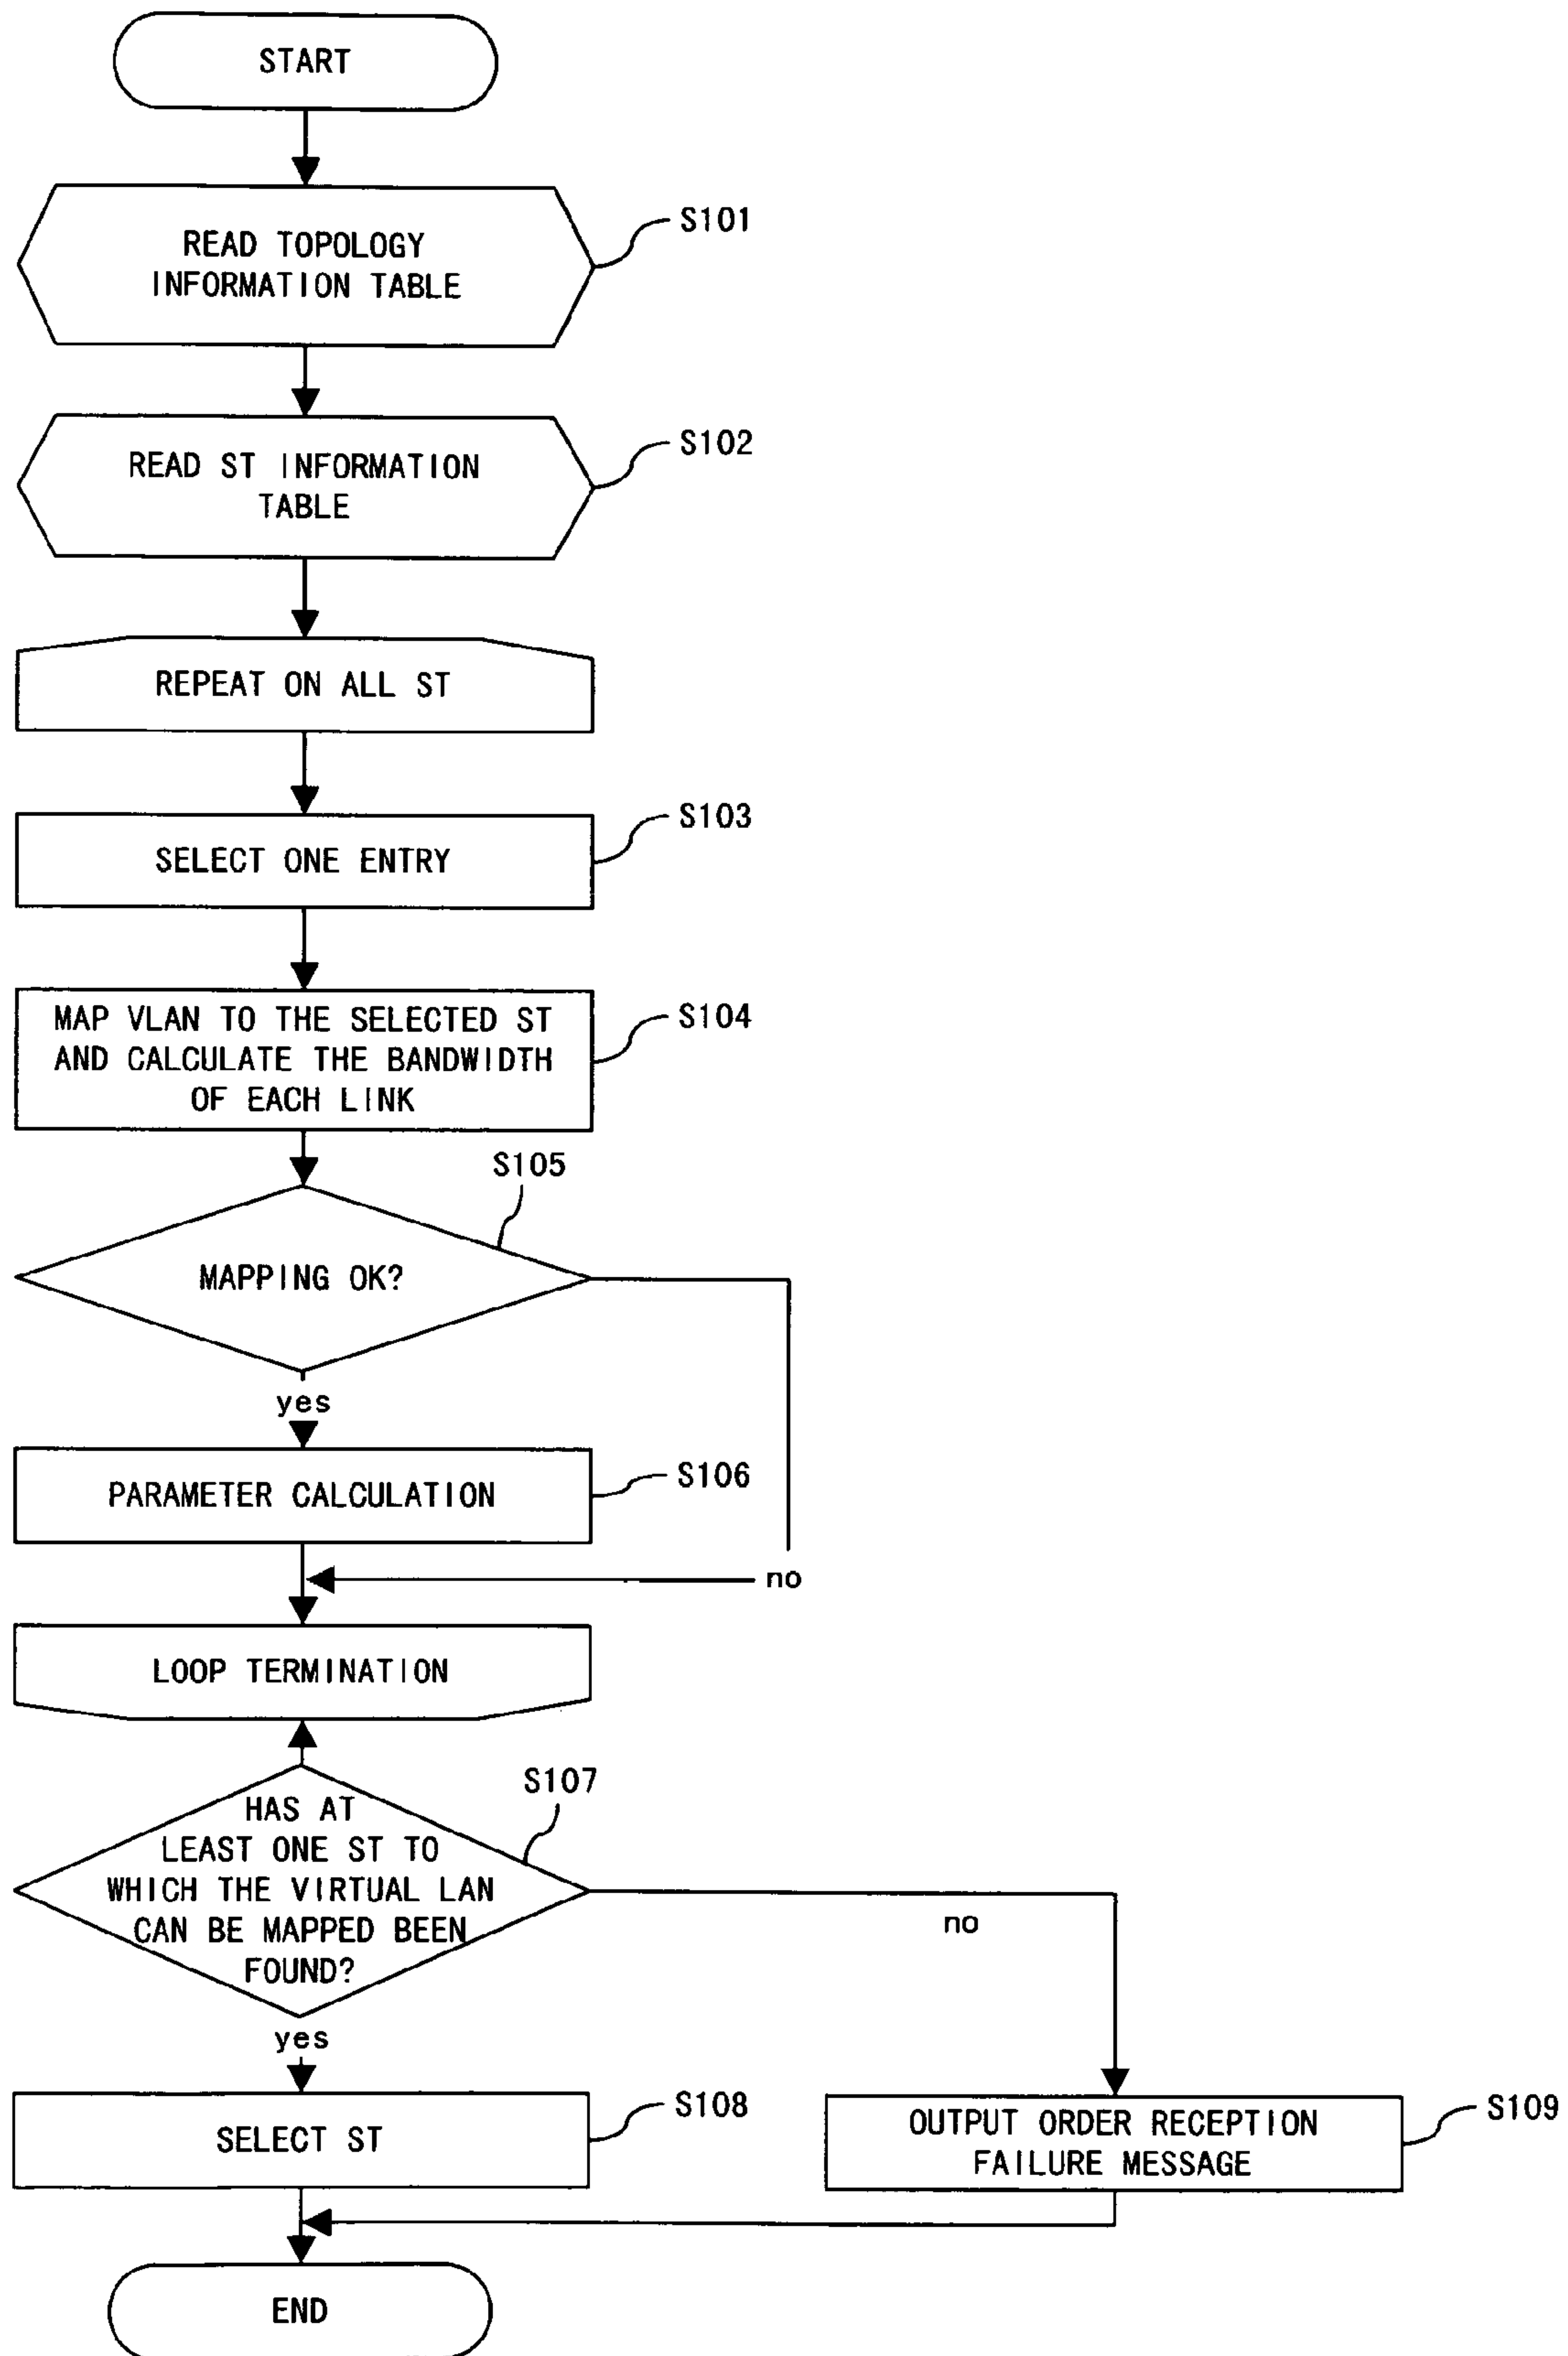 START
READ TOPOLOGY
INFORMATION TABLE
S101
READ ST INFORMATION
TABLE
S102
REPEAT ON ALL ST
SELECT ONE ENTRY
S103
MAP VLAN TO THE SELECTED ST
AND CALCULATE THE BANDWIDTH
OF EACH LINK
S104
S105
MAPPING OK?
yes
PARAMETER CALCULATION
S106
no
LOOP TERMINATION
S107
HAS AT
LEAST ONE ST TO
WHICH THE VIRTUAL LAN
CAN BE MAPPED BEEN
FOUND?
no
yes
SELECT ST
S108
OUTPUT ORDER RECEPTION
FAILURE MESSAGE
S109
END